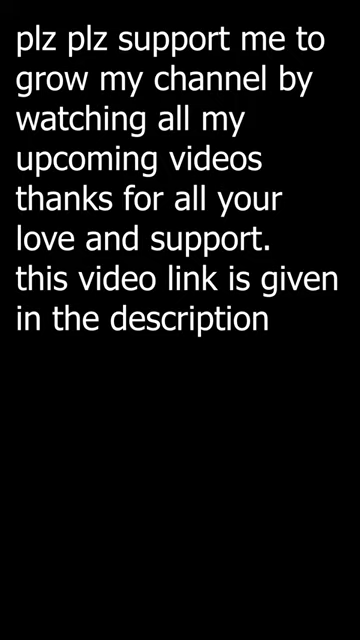 plz plz support me to
grow my channel by
watching all my
upcoming videos
thanks for all your
love and support.
this video link is given
in the description